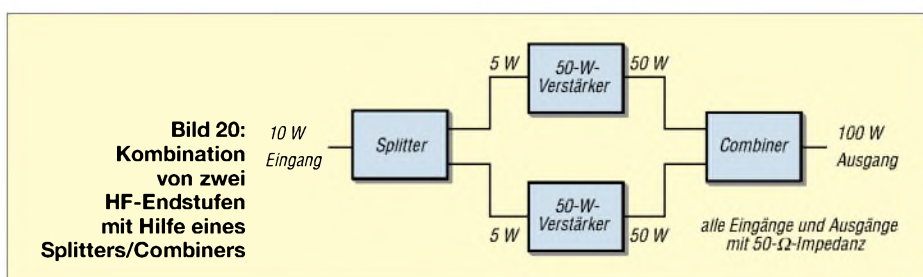 Bild 20:
Kombination
von zwei
HF-Endstufen
mit Hilfe eines
Splitters/Combiners
10 W
Eingang
Splitter
5 W
50-W-
Verstärker
50 W
5 W
50-W-
Verstärker
50 W
Combiner
100 W
Ausgang
alle Eingänge und Ausgänge
mit 50-Ω-Impedanz